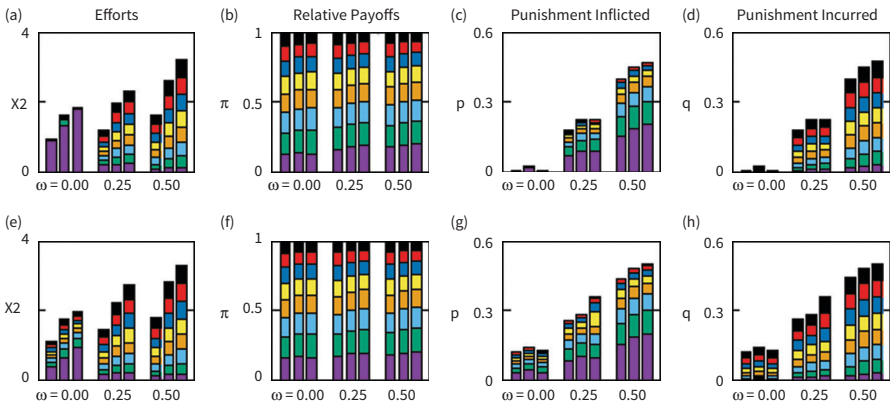 (a) Efforts
4
X2
2
0
ω = 0.00 0.25 0.50
(b) Relative Payoffs
1
π
0.5
0
ω = 0.00 0.25 0.50
(c) Punishment Inflicted
0.6
p
0.3
0
ω = 0.00 0.25 0.50
(d) Punishment Incurred
0.6
q
0.3
0
ω = 0.00 0.25 0.50
(e)
4
X2
2
0
ω = 0.00 0.25 0.50
(f)
1
π
0.5
0
ω = 0.00 0.25 0.50
(g)
0.6
p
0.3
0
ω = 0.00 0.25 0.50
(h)
0.6
q
0.3
0
ω = 0.00 0.25 0.50